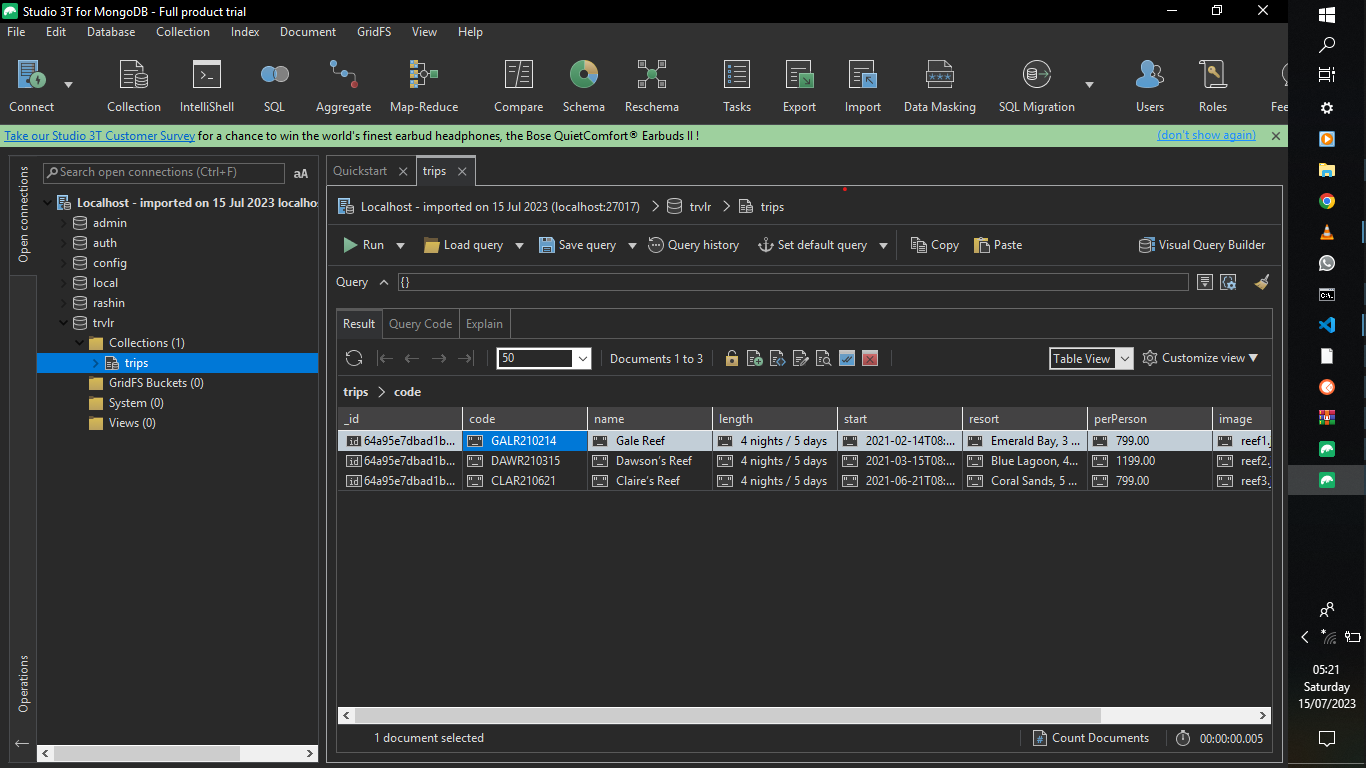 Studio 3T for MongoDB - Full product trial
File Edit Database Collection Index Document GridFS View Help
Connect Collection IntelliShell SQL Aggregate Map-Reduce Compare Schema Reschema Tasks Export Import Data Masking SQL Migration Users Roles Fee
Take our Studio 3T Customer Survey for a chance to win the world's finest earbud headphones, the Bose QuietComfort® Earbuds II ! (don't show again)
Open connections
Search open connections (Ctrl+F) aA
Localhost - imported on 15 Jul 2023 localho
admin
auth
config
local
rashin
trvlr
Collections (1)
trips
GridFS Buckets (0)
System (0)
Views (0)
Operations
Quickstart trips
Localhost - imported on 15 Jul 2023 (localhost:27017) trvlr trips
Run Load query Save query Query history Set default query Copy Paste Visual Query Builder
Query {}
Result Query Code Explain
50 Documents 1 to 3 Table View Customize view
trips > code
_id code name length start resort perPerson image
64a95e7dbad1b... GALR210214 Gale Reef 4 nights / 5 days 2021-02-14T08:... Emerald Bay, 3 ... 799.00 reef1.
64a95e7dbad1b... DAWR210315 Dawson's Reef 4 nights / 5 days 2021-03-15T08:... Blue Lagoon, 4... 1199.00 reef2.
64a95e7dbad1b... CLAR210621 Claire's Reef 4 nights / 5 days 2021-06-21T08:... Coral Sands, 5 ... 799.00 reef3.
1 document selected Count Documents 00:00:00.005
05:21
Saturday
15/07/2023